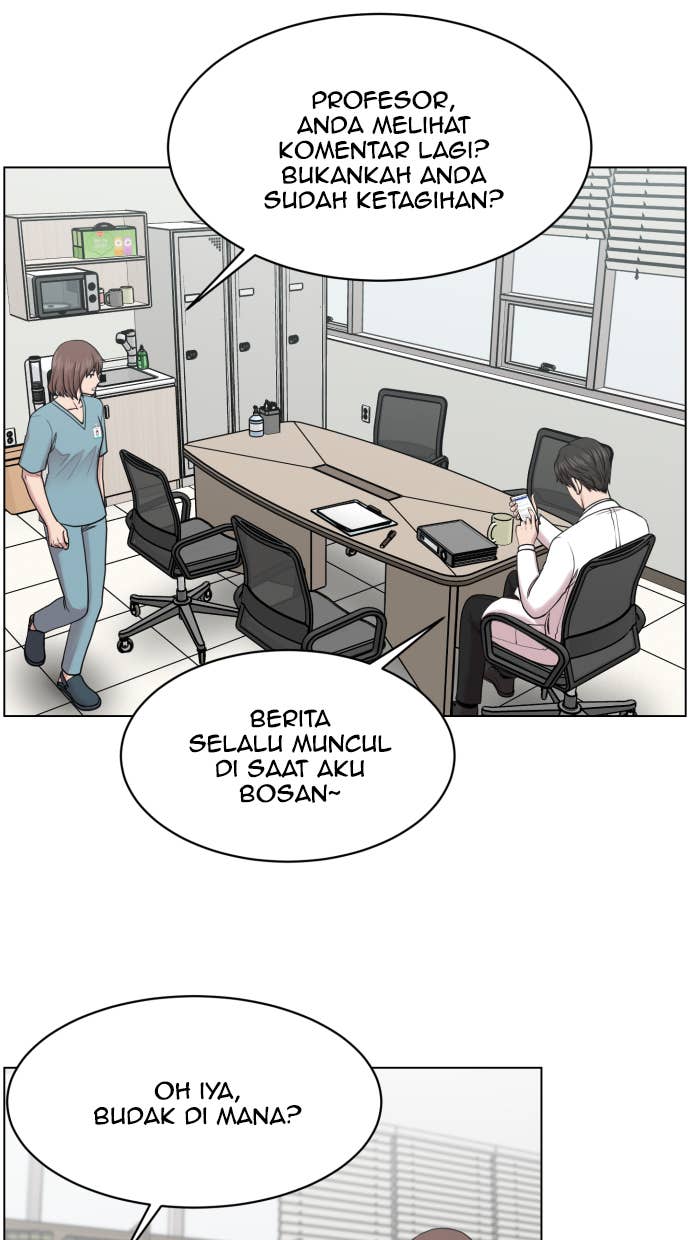 PROFESOR,
ANDA MELIHAT
KOMENTAR LAGI?
BUKANKAH ANDA
SUDAH KETAGIHAN?
BERITA
SELALU MUNCUL
DI SAAT AKU
BOSAN~
OH IYA,
BUDAK DI MANA?